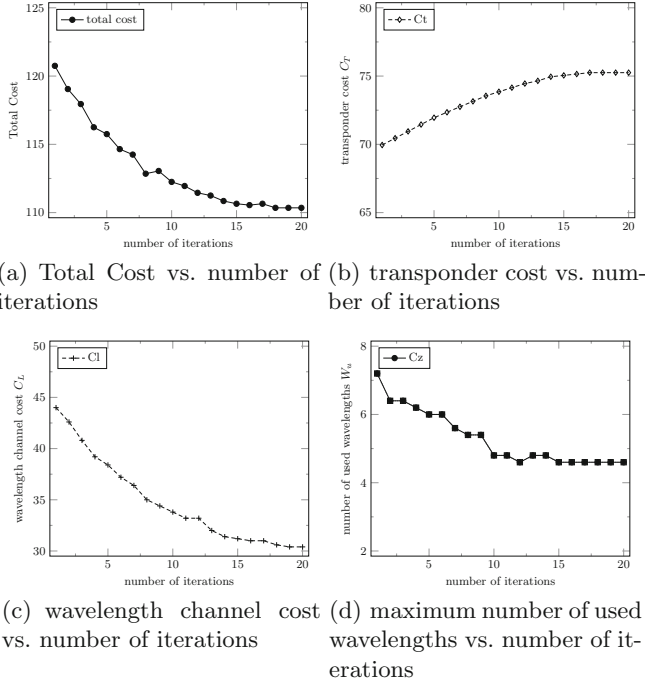 125
120
115
110
Total Cost
total cost
5
10
15
20
number of iterations
80
75
70
65
transponder cost C_T
Ct
5
10
15
20
number of iterations
(a) Total Cost vs. number of
iterations
(b) transponder cost vs. num-
ber of iterations
50
45
40
35
30
wavelength channel cost C_L
Cl
5
10
15
20
number of iterations
8
6
4
2
number of used wavelengths W_u
Cz
5
10
15
20
number of iterations
(c) wavelength channel cost
vs. number of iterations
(d) maximum number of used
wavelengths vs. number of it-
erations